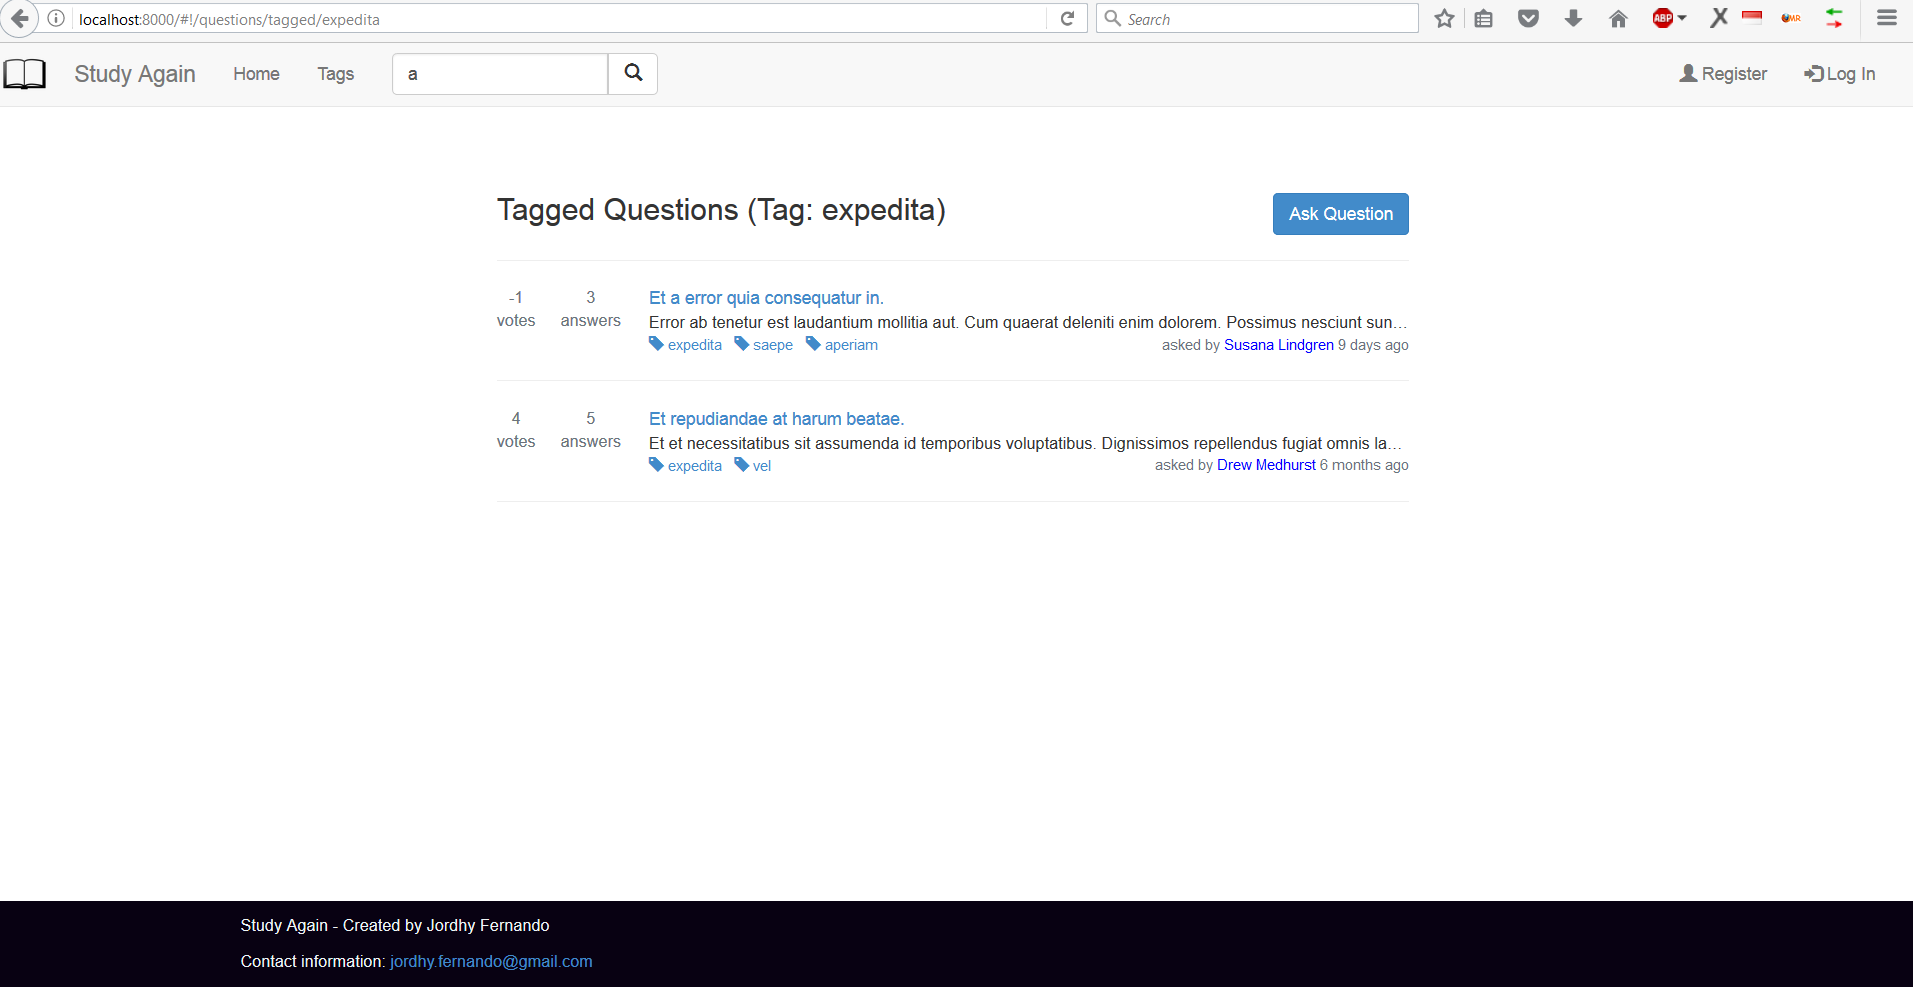 localhost:8000/#!/questions/tagged/expedita
Search
ABP
Study Again
Home
Tags
a
Register
Log In
Tagged Questions (Tag: expedita)
Ask Question
-1 votes
3 answers
Et a error quia consequatur in.
Error ab tenetur est laudantium mollitia aut. Cum quaerat deleniti enim dolorem. Possimus nesciunt sun...
expedita saepe aperiam
asked by Susana Lindgren 9 days ago
4 votes
5 answers
Et repudiandae at harum beatae.
Et et necessitatibus sit assumenda id temporibus voluptatibus. Dignissimos repellendus fugiat omnis la...
expedita vel
asked by Drew Medhurst 6 months ago
Study Again - Created by Jordhy Fernando
Contact information: jordhy.fernando@gmail.com